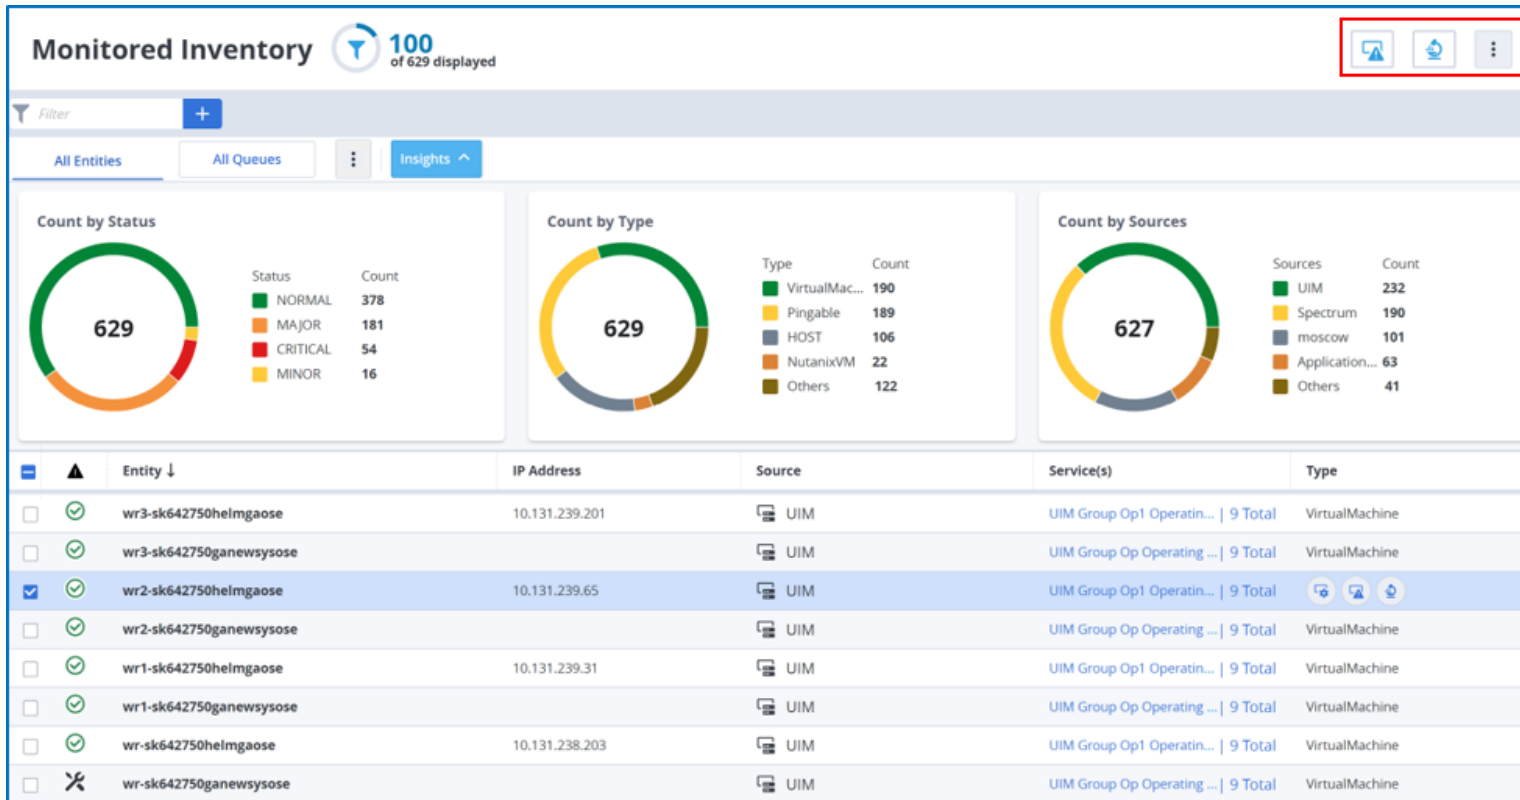 Monitored Inventory
100
of 629 displayed
Filter
All Entities All Queues Insights
Count by Status
629
Status Count
NORMAL 378
MAJOR 181
CRITICAL 54
MINOR 16
Count by Type
629
Type Count
VirtualMac... 190
Pingable 189
HOST 106
NutanixVM 22
Others 122
Count by Sources
627
Sources Count
UIM 232
Spectrum 190
moscow 101
Application... 63
Others 41
Entity IP Address Source Service(s) Type
wr3-sk642750helmgaose 10.131.239.201 UIM UIM Group Op1 Operatin... | 9 Total VirtualMachine
wr3-sk642750ganewsysose UIM UIM Group Op Operating ...| 9 Total VirtualMachine
wr2-sk642750helmgaose 10.131.239.65 UIM UIM Group Op1 Operatin... | 9 Total
wr2-sk642750ganewsysose UIM UIM Group Op Operating ...| 9 Total VirtualMachine
wr1-sk642750helmgaose 10.131.239.31 UIM UIM Group Op1 Operatin... | 9 Total VirtualMachine
wr1-sk642750ganewsysose UIM UIM Group Op Operating ...| 9 Total VirtualMachine
wr-sk642750helmgaose 10.131.238.203 UIM UIM Group Op1 Operatin... | 9 Total VirtualMachine
wr-sk642750ganewsysose UIM UIM Group Op Operating ...| 9 Total VirtualMachine